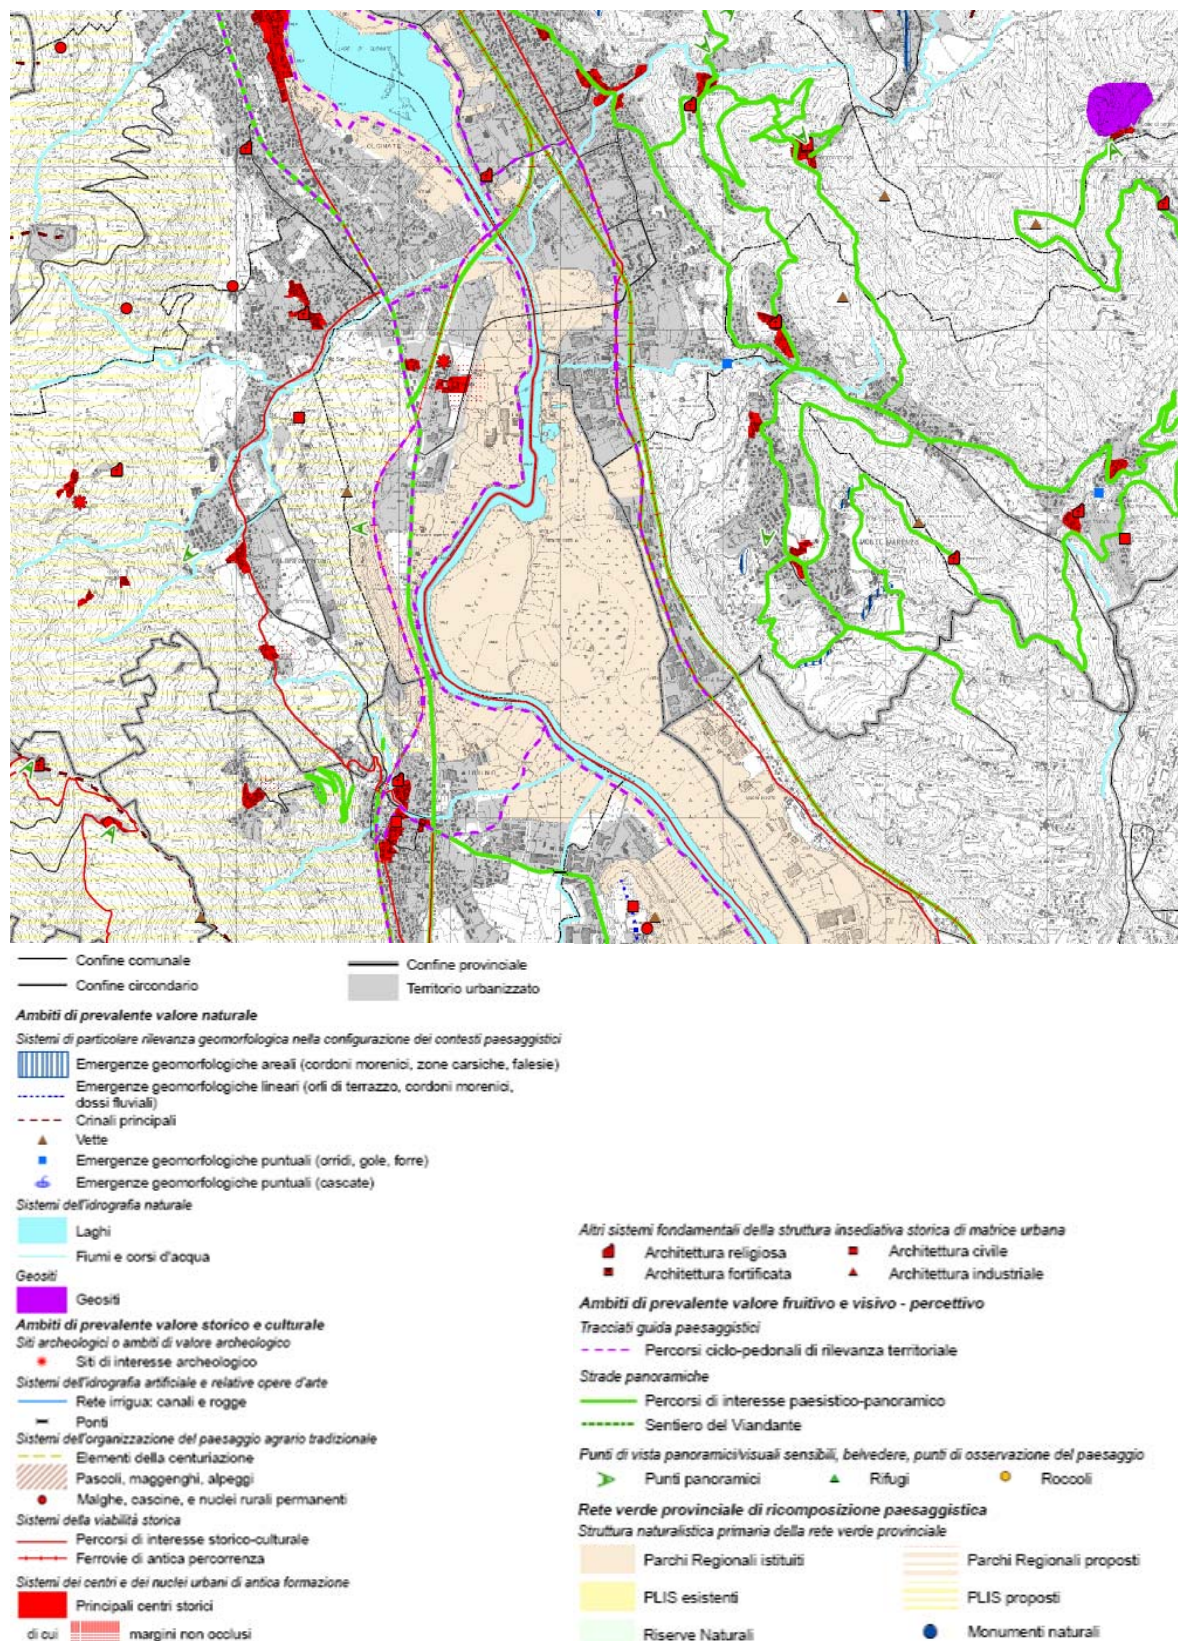 LAGO DI OLGINATE
OLGINATE
MONTE MARENZO
AIRUNO
Confine comunale
Confine provinciale
Confine circondario
Territorio urbanizzato
Ambiti di prevalente valore naturale
Sistemi di particolare rilevanza geomorfologica nella configurazione dei contesti paesaggistici
Emergenze geomorfologiche areali (cordoni morenici, zone carsiche, falesie)
Emergenze geomorfologiche lineari (orli di terrazzo, cordoni morenici,
dossi fluviali)
Crinali principali
Vette
Emergenze geomorfologiche puntuali (orridi, gole, forre)
Emergenze geomorfologiche puntuali (cascate)
Sistemi dell'idrografia naturale
Laghi
Fiumi e corsi d'acqua
Geositi
Geositi
Ambiti di prevalente valore storico e culturale
Siti archeologici o ambiti di valore archeologico
Siti di interesse archeologico
Sistemi dell'idrografia artificiale e relative opere d'arte
Rete irrigua: canali e rogge
Ponti
Sistemi dell'organizzazione del paesaggio agrario tradizionale
Elementi della centuriazione
Pascoli, maggenghi, alpeggi
Malghe, cascine, e nuclei rurali permanenti
Sistemi della viabilità storica
Percorsi di interesse storico-culturale
Ferrovie di antica percorrenza
Sistemi dei centri e dei nuclei urbani di antica formazione
Principali centri storici
di cui margini non occlusi
Altri sistemi fondamentali della struttura insediativa storica di matrice urbana
Architettura religiosa
Architettura civile
Architettura fortificata
Architettura industriale
Ambiti di prevalente valore fruitivo e visivo - percettivo
Tracciati guida paesaggistici
Percorsi ciclo-pedonali di rilevanza territoriale
Strade panoramiche
Percorsi di interesse paesistico-panoramico
Sentiero del Viandante
Punti di vista panoramici/visuali sensibili, belvedere, punti di osservazione del paesaggio
Punti panoramici
Rifugi
Roccoli
Rete verde provinciale di ricomposizione paesaggistica
Struttura naturalistica primaria della rete verde provinciale
Parchi Regionali istituiti
Parchi Regionali proposti
PLIS esistenti
PLIS proposti
Riserve Naturali
Monumenti naturali